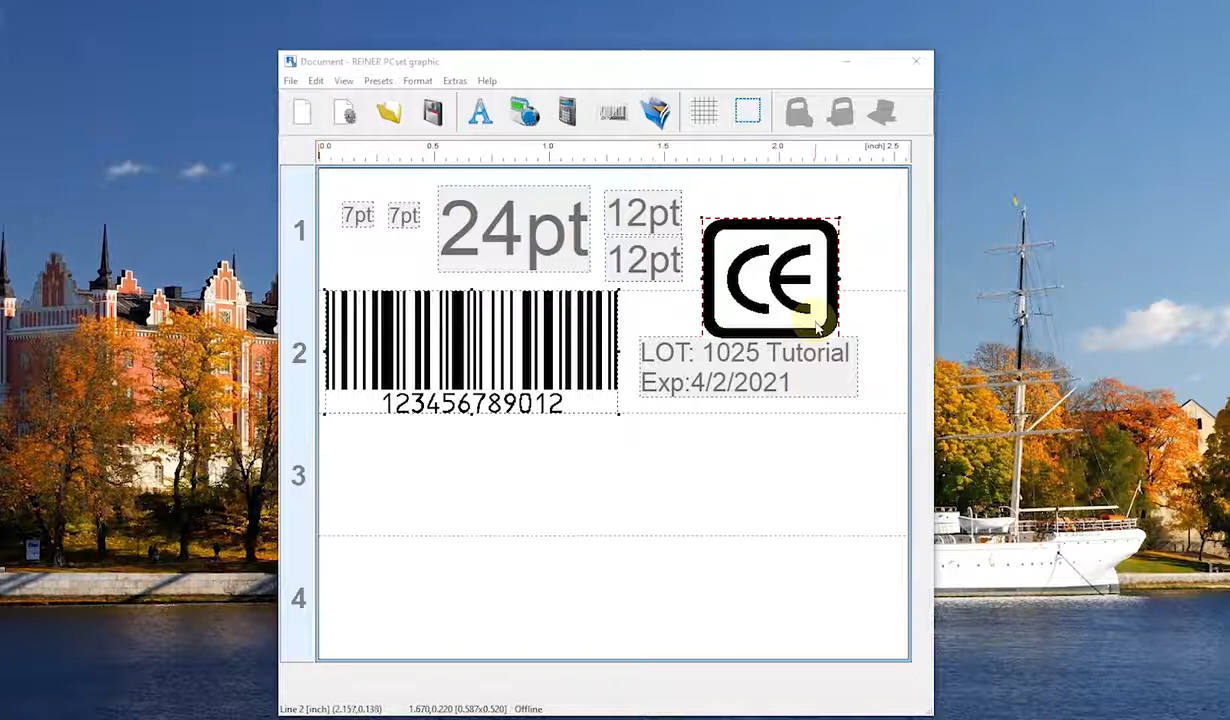 Document - REINER PCset graphic
File Edit View Presets Format Extras Help
A
0.0 0.5 1.0 1.5 2.0 [inch] 2.5
1
7pt 7pt 24pt 12pt
12pt
CE
2
123456789012
LOT: 1025 Tutorial
Exp:4/2/2021
3
4
Line 2 [inch] (2.157,0.138) 1.670,0.220 [0.587x0.520] Offline